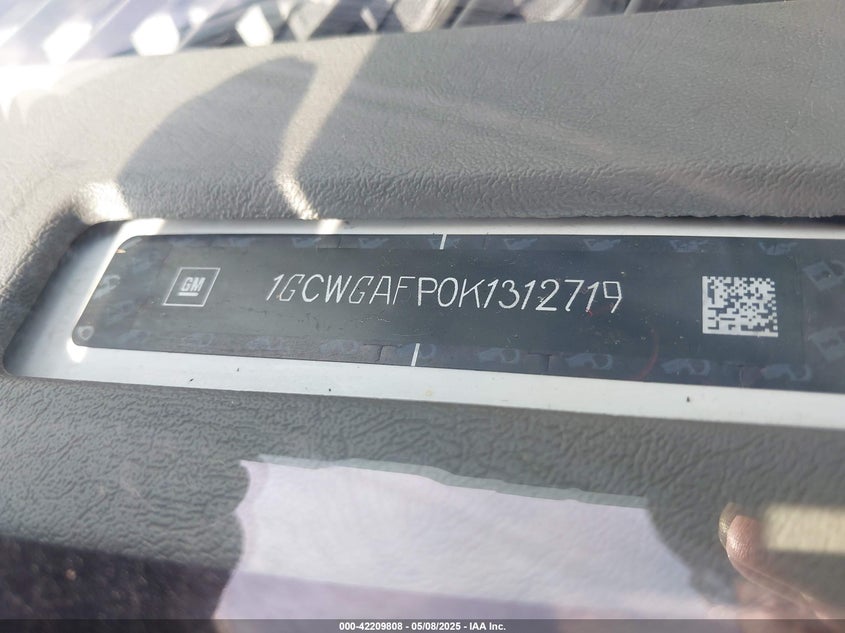 GM 1GCWGAFP0K1312719
000-42209808 - 05/08/2025 - IAA Inc.